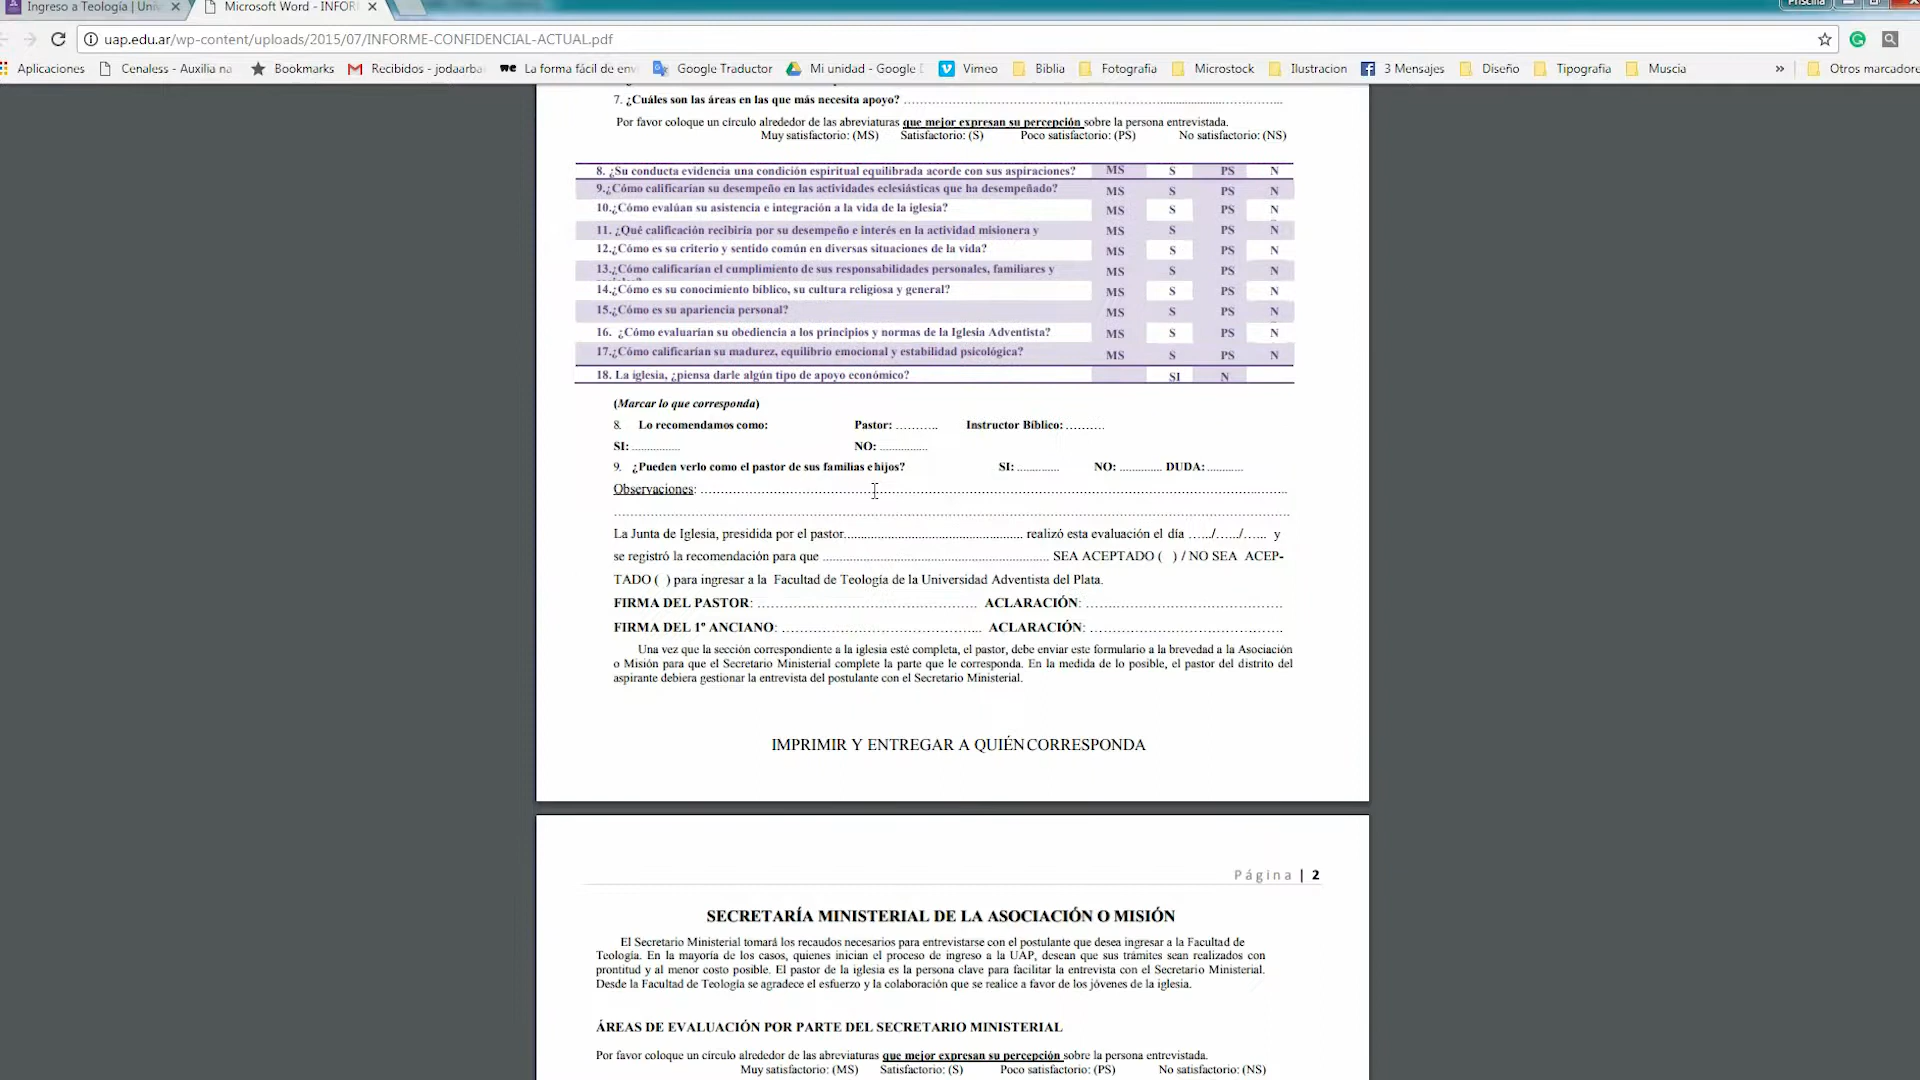 Ingreso a Teología | Uni
Microsoft Word - INFOR
Priscilla
uap.edu.ar/wp-content/uploads/2015/07/INFORME-CONFIDENCIAL-ACTUAL.pdf
Aplicaciones Cenaless - Auxilia na Bookmarks Recibidos - jodaarba we La forma fácil de env Google Traductor Mi unidad - Google D Vimeo Biblia Fotografia Microstock Ilustracion 3 Mensajes Diseño Tipografia Muscia » Otros marcadore
7. ¿Cuáles son las áreas en las que más necesita apoyo? ........................................
Por favor coloque un círculo alrededor de las abreviaturas que mejor expresan su percepción sobre la persona entrevistada.
Muy satisfactorio: (MS) Satisfactorio: (S) Poco satisfactorio: (PS) No satisfactorio: (NS)
8. ¿Su conducta evidencia una condición espiritual equilibrada acorde con sus aspiraciones? MS S PS N
9.¿Cómo calificarían su desempeño en las actividades eclesiásticas que ha desempeñado? MS S PS N
10.¿Cómo evalúan su asistencia e integración a la vida de la iglesia? MS S PS N
11. ¿Qué calificación recibiría por su desempeño e interés en la actividad misionera y MS S PS N
12.¿Cómo es su criterio y sentido común en diversas situaciones de la vida? MS S PS N
13.¿Cómo calificarían el cumplimiento de sus responsabilidades personales, familiares y MS S PS N
14.¿Cómo es su conocimiento bíblico, su cultura religiosa y general? MS S PS N
15.¿Cómo es su apariencia personal? MS S PS N
16. ¿Cómo evaluarían su obediencia a los principios y normas de la Iglesia Adventista? MS S PS N
17.¿Cómo calificarían su madurez, equilibrio emocional y estabilidad psicológica? MS S PS N
18. La iglesia, ¿piensa darle algún tipo de apoyo económico? SI N
(Marcar lo que corresponda)
8. Lo recomendamos como: Pastor: .......... Instructor Bíblico: ..........
SI: ............... NO: ...............
9. ¿Pueden verlo como el pastor de sus familias e hijos? SI: ............. NO: ............. DUDA: ...........
Observaciones: ........................................
........................................
La Junta de Iglesia, presidida por el pastor........................................ realizó esta evaluación el día ...../...../...... y
se registró la recomendación para que ........................................ SEA ACEPTADO ( ) / NO SEA ACEP-
TADO ( ) para ingresar a la Facultad de Teología de la Universidad Adventista del Plata.
FIRMA DEL PASTOR: ........................................ ACLARACIÓN: ........................................
FIRMA DEL 1º ANCIANO: ........................................ ACLARACIÓN: ........................................
Una vez que la sección correspondiente a la iglesia esté completa, el pastor, debe enviar este formulario a la brevedad a la Asociación
o Misión para que el Secretario Ministerial complete la parte que le corresponda. En la medida de lo posible, el pastor del distrito del
aspirante debiera gestionar la entrevista del postulante con el Secretario Ministerial.
IMPRIMIR Y ENTREGAR A QUIÉN CORRESPONDA
Página | 2
SECRETARÍA MINISTERIAL DE LA ASOCIACIÓN O MISIÓN
El Secretario Ministerial tomará los recaudos necesarios para entrevistarse con el postulante que desea ingresar a la Facultad de
Teología. En la mayoría de los casos, quienes inician el proceso de ingreso a la UAP, desean que sus trámites sean realizados con
prontitud y al menor costo posible. El pastor de la iglesia es la persona clave para facilitar la entrevista con el Secretario Ministerial.
Desde la Facultad de Teología se agradece el esfuerzo y la colaboración que se realice a favor de los jóvenes de la iglesia.
ÁREAS DE EVALUACIÓN POR PARTE DEL SECRETARIO MINISTERIAL
Por favor coloque un círculo alrededor de las abreviaturas que mejor expresan su percepción sobre la persona entrevistada.
Muy satisfactorio: (MS) Satisfactorio: (S) Poco satisfactorio: (PS) No satisfactorio: (NS)